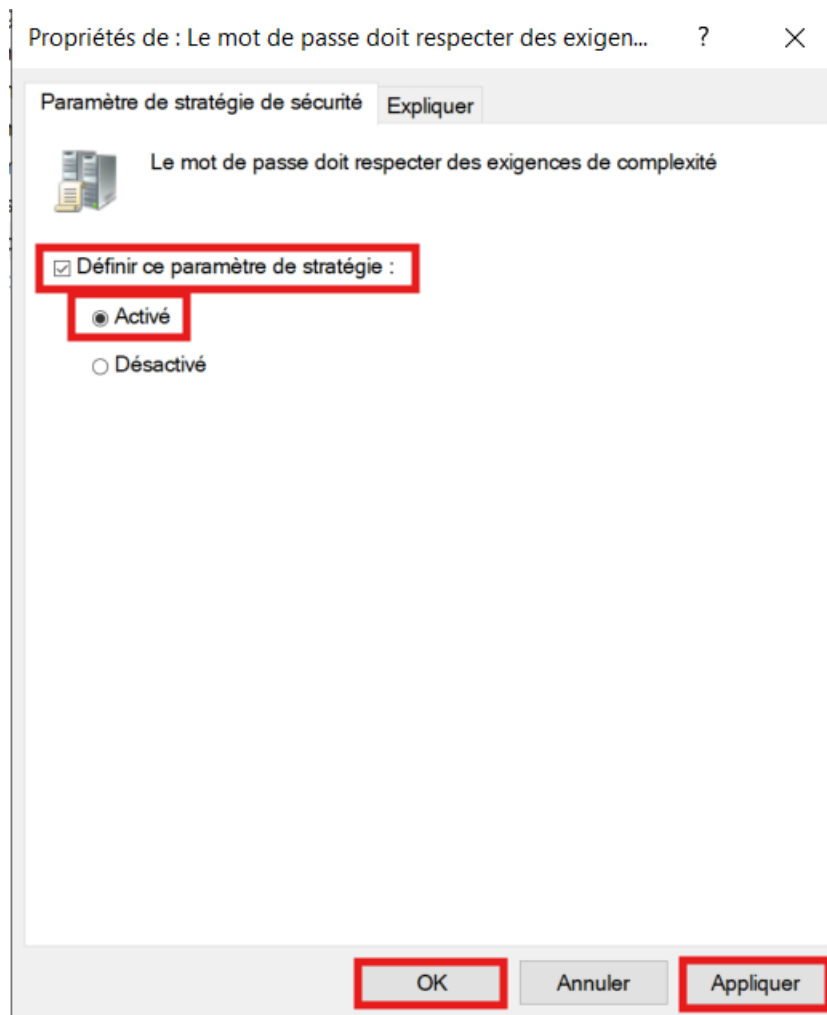 Propriétés de : Le mot de passe doit respecter des exigen... ?
Paramètre de stratégie de sécurité Expliquer
Le mot de passe doit respecter des exigences de complexité
Définir ce paramètre de stratégie :
Activé
Désactivé
OK Annuler Appliquer